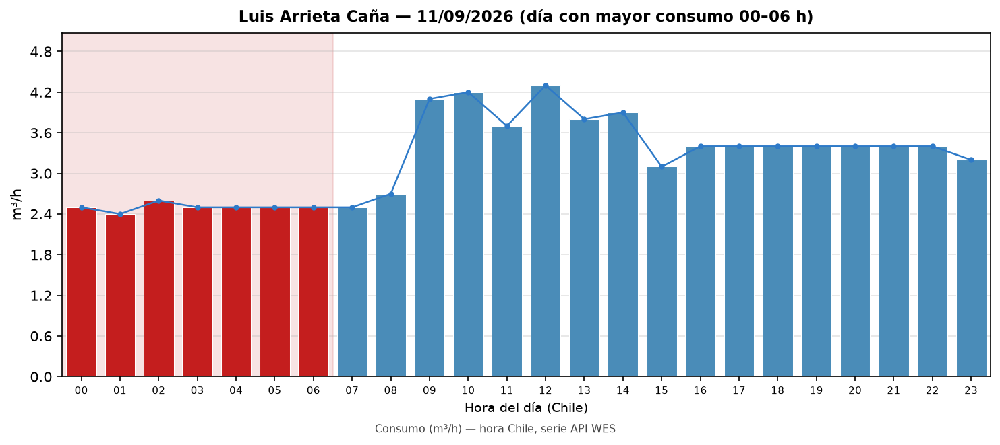 Luis Arrieta Caña — 11/09/2026 (día con mayor consumo 00–06 h)
m³/h
4.8
4.2
3.6
3.0
2.4
1.8
1.2
0.6
0.0
00 01 02 03 04 05 06 07 08 09 10 11 12 13 14 15 16 17 18 19 20 21 22 23
Hora del día (Chile)
Consumo (m³/h) — hora Chile, serie API WES